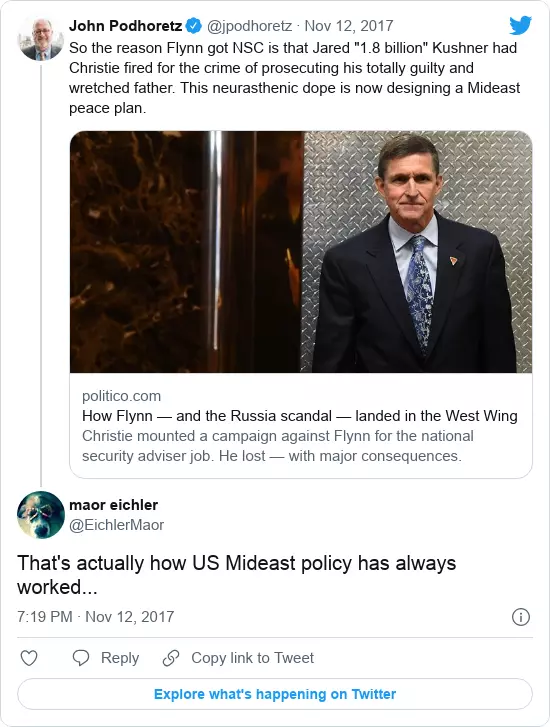 John Podhoretz @jpodhoretz · Nov 12, 2017
So the reason Flynn got NSC is that Jared "1.8 billion" Kushner had
Christie fired for the crime of prosecuting his totally guilty and
wretched father. This neurasthenic dope is now designing a Mideast
peace plan.
politico.com
How Flynn — and the Russia scandal — landed in the West Wing
Christie mounted a campaign against Flynn for the national
security adviser job. He lost — with major consequences.
maor eichler
@EichlerMaor
That's actually how US Mideast policy has always
worked...
7:19 PM · Nov 12, 2017
Reply Copy link to Tweet
Explore what's happening on Twitter